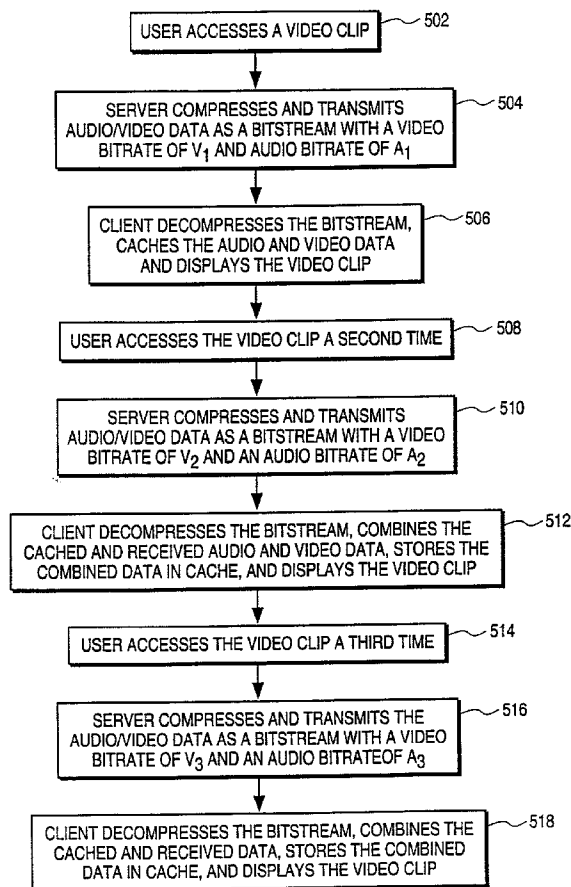 USER ACCESSES A VIDEO CLIP
502
SERVER COMPRESSES AND TRANSMITS
AUDIO/VIDEO DATA AS A BITSTREAM WITH A VIDEO
BITRATE OF V1 AND AUDIO BITRATE OF A1
504
CLIENT DECOMPRESSES THE BITSTREAM,
CACHES THE AUDIO AND VIDEO DATA
AND DISPLAYS THE VIDEO CLIP
506
USER ACCESSES THE VIDEO CLIP A SECOND TIME
508
SERVER COMPRESSES AND TRANSMITS
AUDIO/VIDEO DATA AS A BITSTREAM WITH A VIDEO
BITRATE OF V2 AND AN AUDIO BITRATE OF A2
510
CLIENT DECOMPRESSES THE BITSTREAM, COMBINES THE
CACHED AND RECEIVED AUDIO AND VIDEO DATA, STORES THE
COMBINED DATA IN CACHE, AND DISPLAYS THE VIDEO CLIP
512
USER ACCESSES THE VIDEO CLIP A THIRD TIME
514
SERVER COMPRESSES AND TRANSMITS THE
AUDIO/VIDEO DATA AS A BITSTREAM WITH A VIDEO
BITRATE OF V3 AND AN AUDIO BITRATEOF A3
516
CLIENT DECOMPRESSES THE BITSTREAM, COMBINES THE
CACHED AND RECEIVED DATA, STORES THE COMBINED
DATA IN CACHE, AND DISPLAYS THE VIDEO CLIP
518